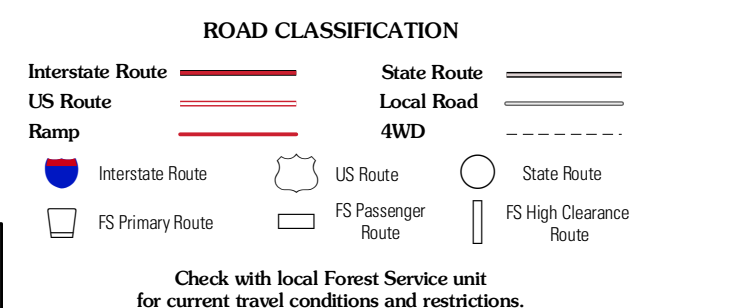 ROAD CLASSIFICATION
Interstate Route
State Route
US Route
Local Road
Ramp
4WD
Interstate Route
US Route
State Route
FS Primary Route
FS Passenger
Route
FS High Clearance
Route
Check with local Forest Service unit
for current travel conditions and restrictions.